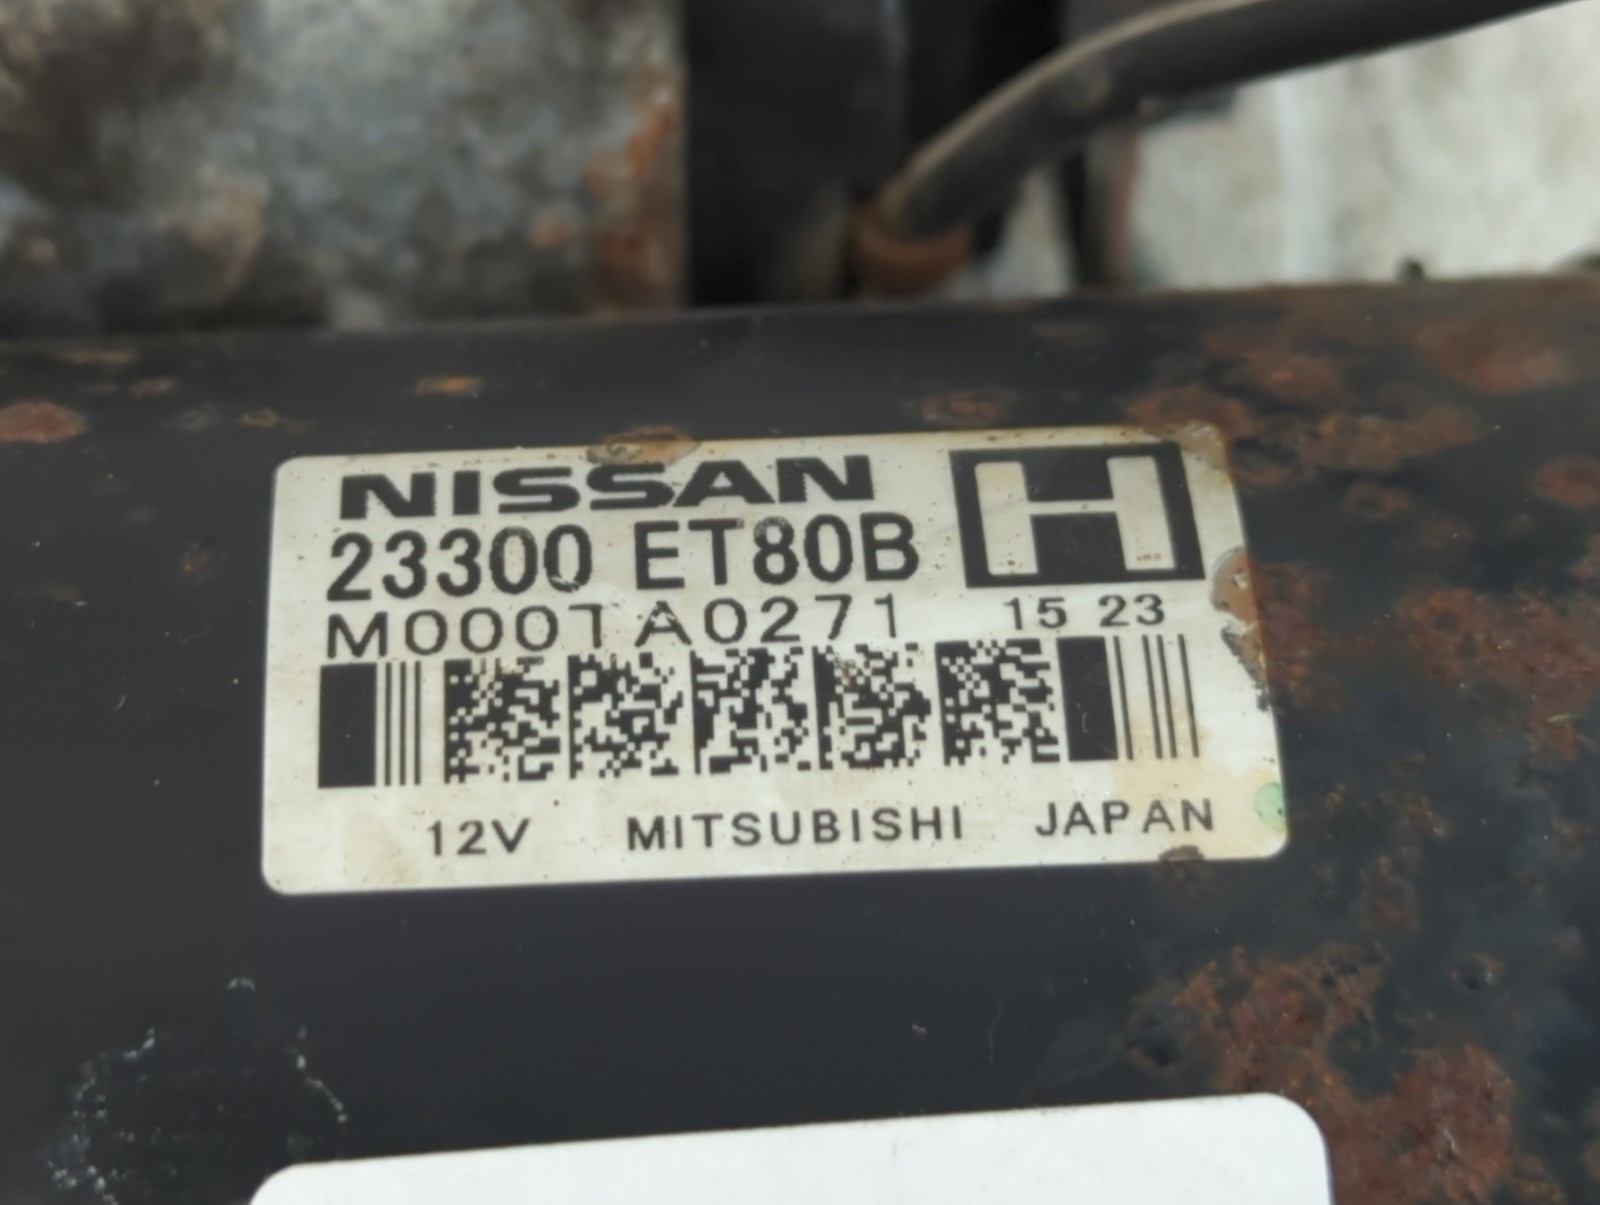 NISSAN H
23300 ET80B
M000TA0271 15 23
12V MITSUBISHI JAPAN